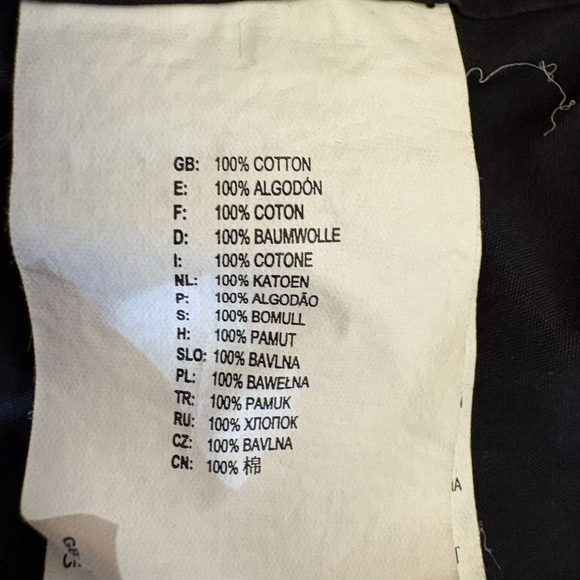 GB: 100% COTTON
E: 100% ALGODÓN
F: 100% COTON
D: 100% BAUMWOLLE
I: 100% COTONE
NL: 100% KATOEN
P: 100% ALGODÃO
S: 100% BOMULL
H: 100% PAMUT
SLO: 100% BAVLNA
PL: 100% BAWEŁNA
TR: 100% PAMUK
RU: 100% ХЛОПОК
CZ: 100% BAVLNA
CN: 100% 棉